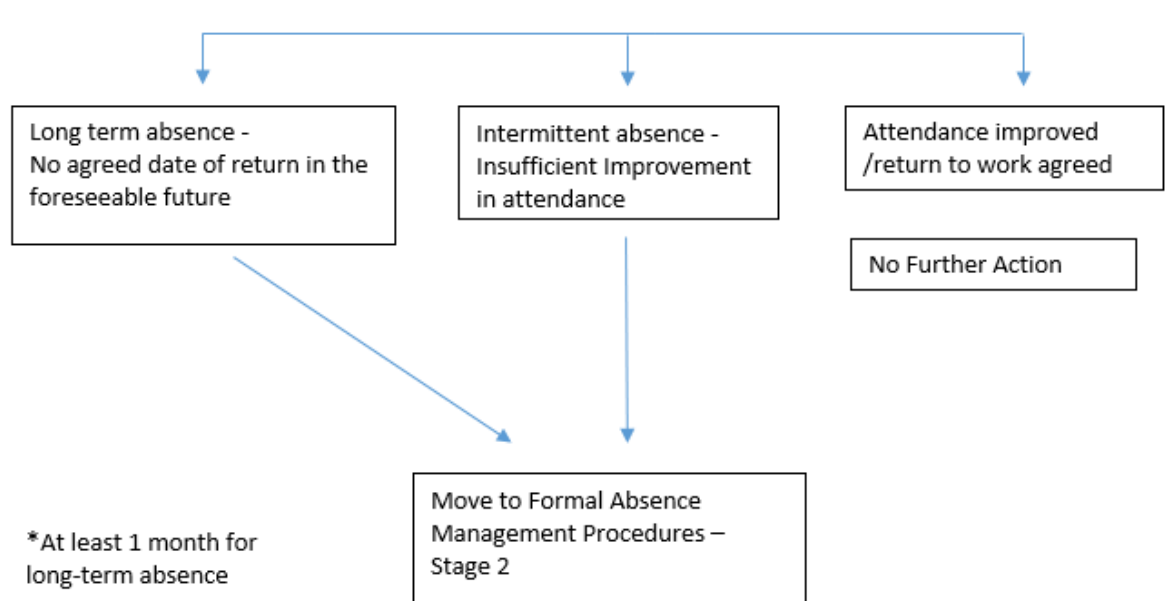 Long term absence -
No agreed date of return in the
foreseeable future
Intermittent absence -
Insufficient Improvement
in attendance
Attendance improved
/return to work agreed
No Further Action
Move to Formal Absence
Management Procedures –
Stage 2
*At least 1 month for
long-term absence